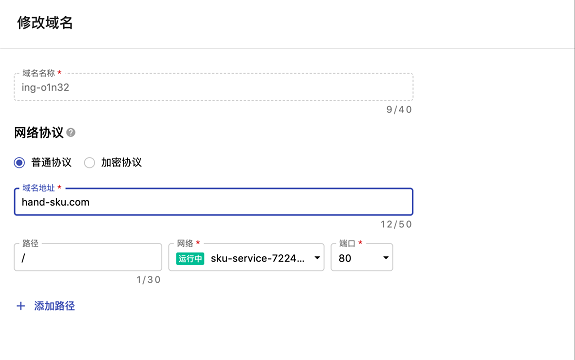 修改域名
域名名称 *
ing-o1n32
9/40
网络协议 ?
普通协议 加密协议
域名地址 *
hand-sku.com
12/50
路径 网络 * 端口 *
/ 运行中 sku-service-7224... 80
1/30
+ 添加路径